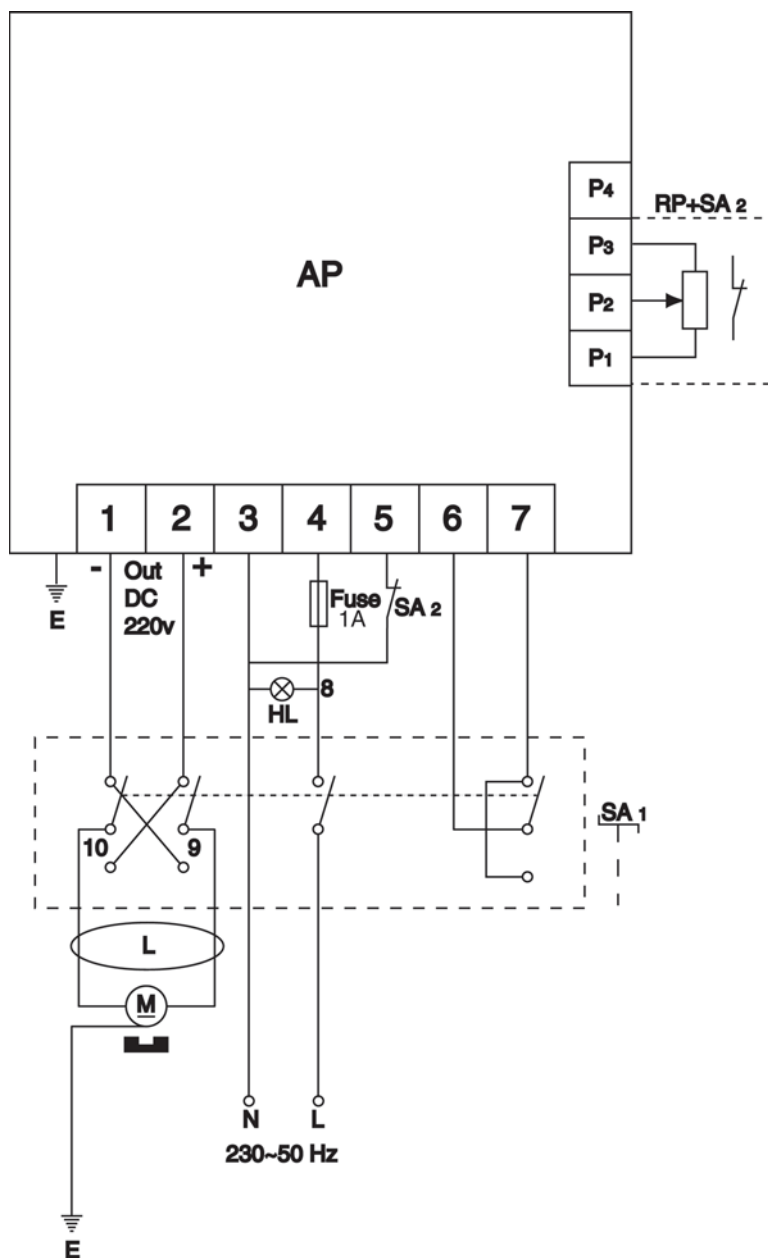 P4
RP+SA 2
P3
AP
P2
P1
1 2 3 4 5 6 7
- Out +
DC
220v
E
Fuse
1A
SA 2
8
HL
SA 1
10 9
L
M
N L
230~50 Hz
E